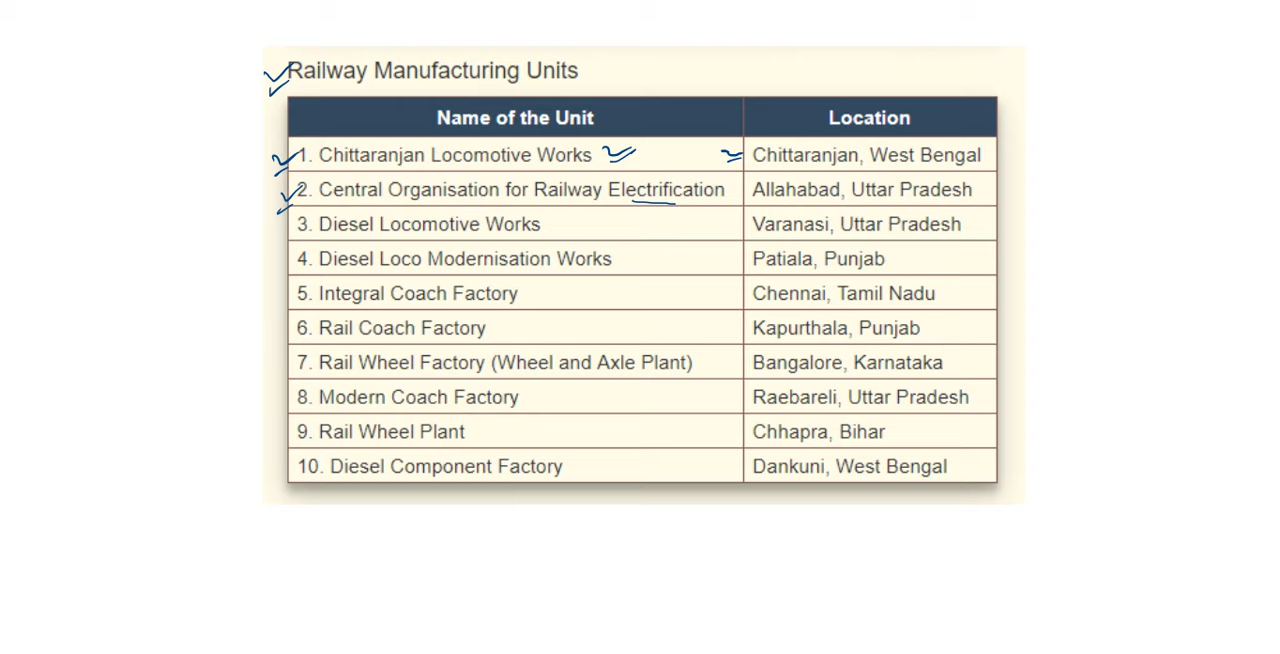 Railway Manufacturing Units
Name of the Unit Location
1. Chittaranjan Locomotive Works Chittaranjan, West Bengal
2. Central Organisation for Railway Electrification Allahabad, Uttar Pradesh
3. Diesel Locomotive Works Varanasi, Uttar Pradesh
4. Diesel Loco Modernisation Works Patiala, Punjab
5. Integral Coach Factory Chennai, Tamil Nadu
6. Rail Coach Factory Kapurthala, Punjab
7. Rail Wheel Factory (Wheel and Axle Plant) Bangalore, Karnataka
8. Modern Coach Factory Raebareli, Uttar Pradesh
9. Rail Wheel Plant Chhapra, Bihar
10. Diesel Component Factory Dankuni, West Bengal